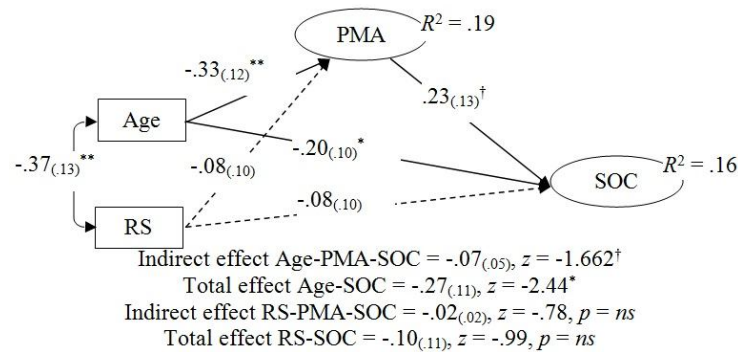 PMA
R² = .19
-.33(.12)**
.23(.13)†
Age
-.20(.10)*
-.37(.13)**
-.08(.10)
SOC
R² = .16
-.08(.10)
RS
Indirect effect Age-PMA-SOC = -.07(.05), z = -1.662†
Total effect Age-SOC = -.27(.11), z = -2.44*
Indirect effect RS-PMA-SOC = -.02(.02), z = -.78, p = ns
Total effect RS-SOC = -.10(.11), z = -.99, p = ns